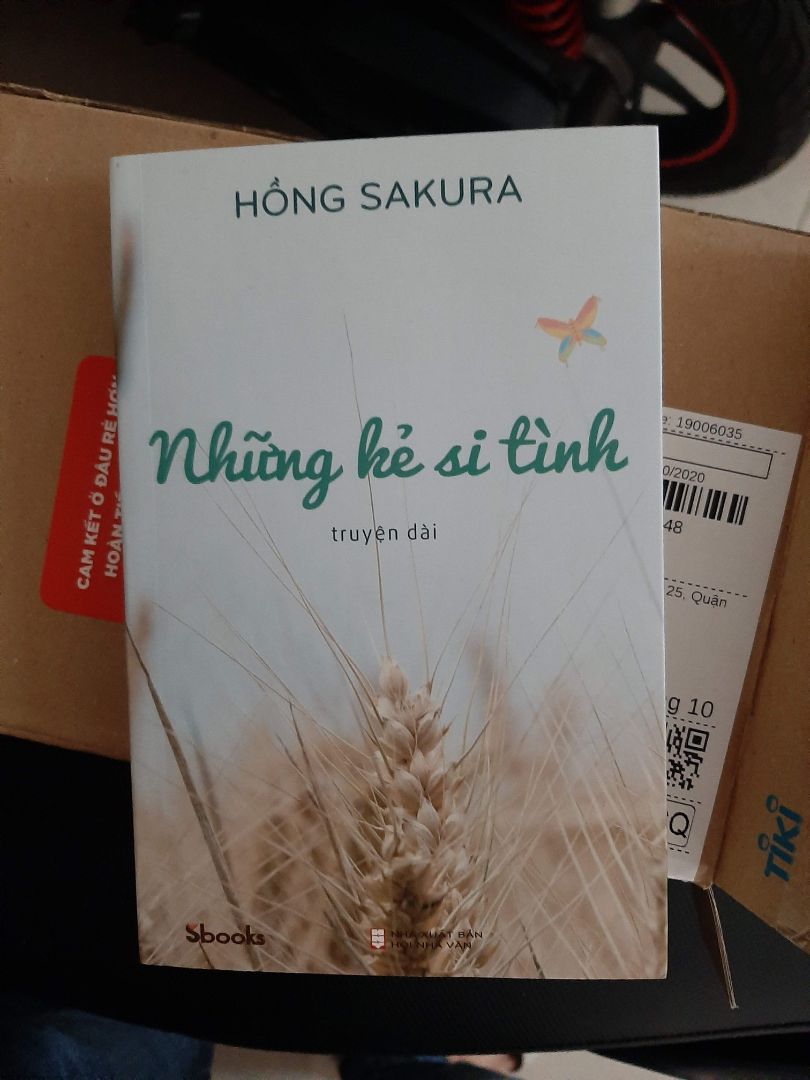 HỒNG SAKURA
Những kẻ si tình
truyện dài
Sbooks
NHÀ XUẤT BẢN
HỘI NHÀ VĂN
CAM KẾT Ở ĐÂU RẺ HƠN
HOÀN
: 19006035
0/2020
48
25, Quận
g 10
Q
TIKI